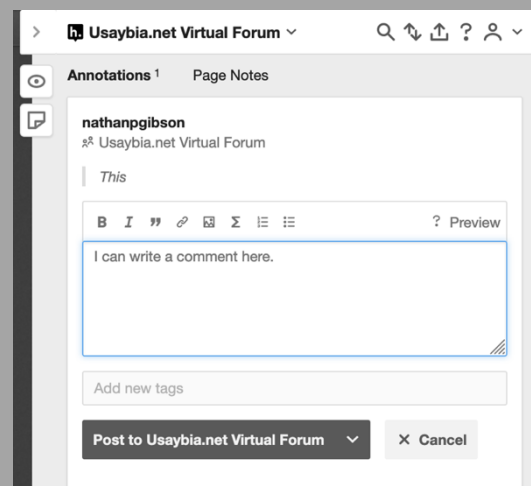 h. Usaybia.net Virtual Forum
Annotations 1 Page Notes
nathanpgibson
Usaybia.net Virtual Forum
This
B I " Σ ? Preview
I can write a comment here.
Add new tags
Post to Usaybia.net Virtual Forum × Cancel